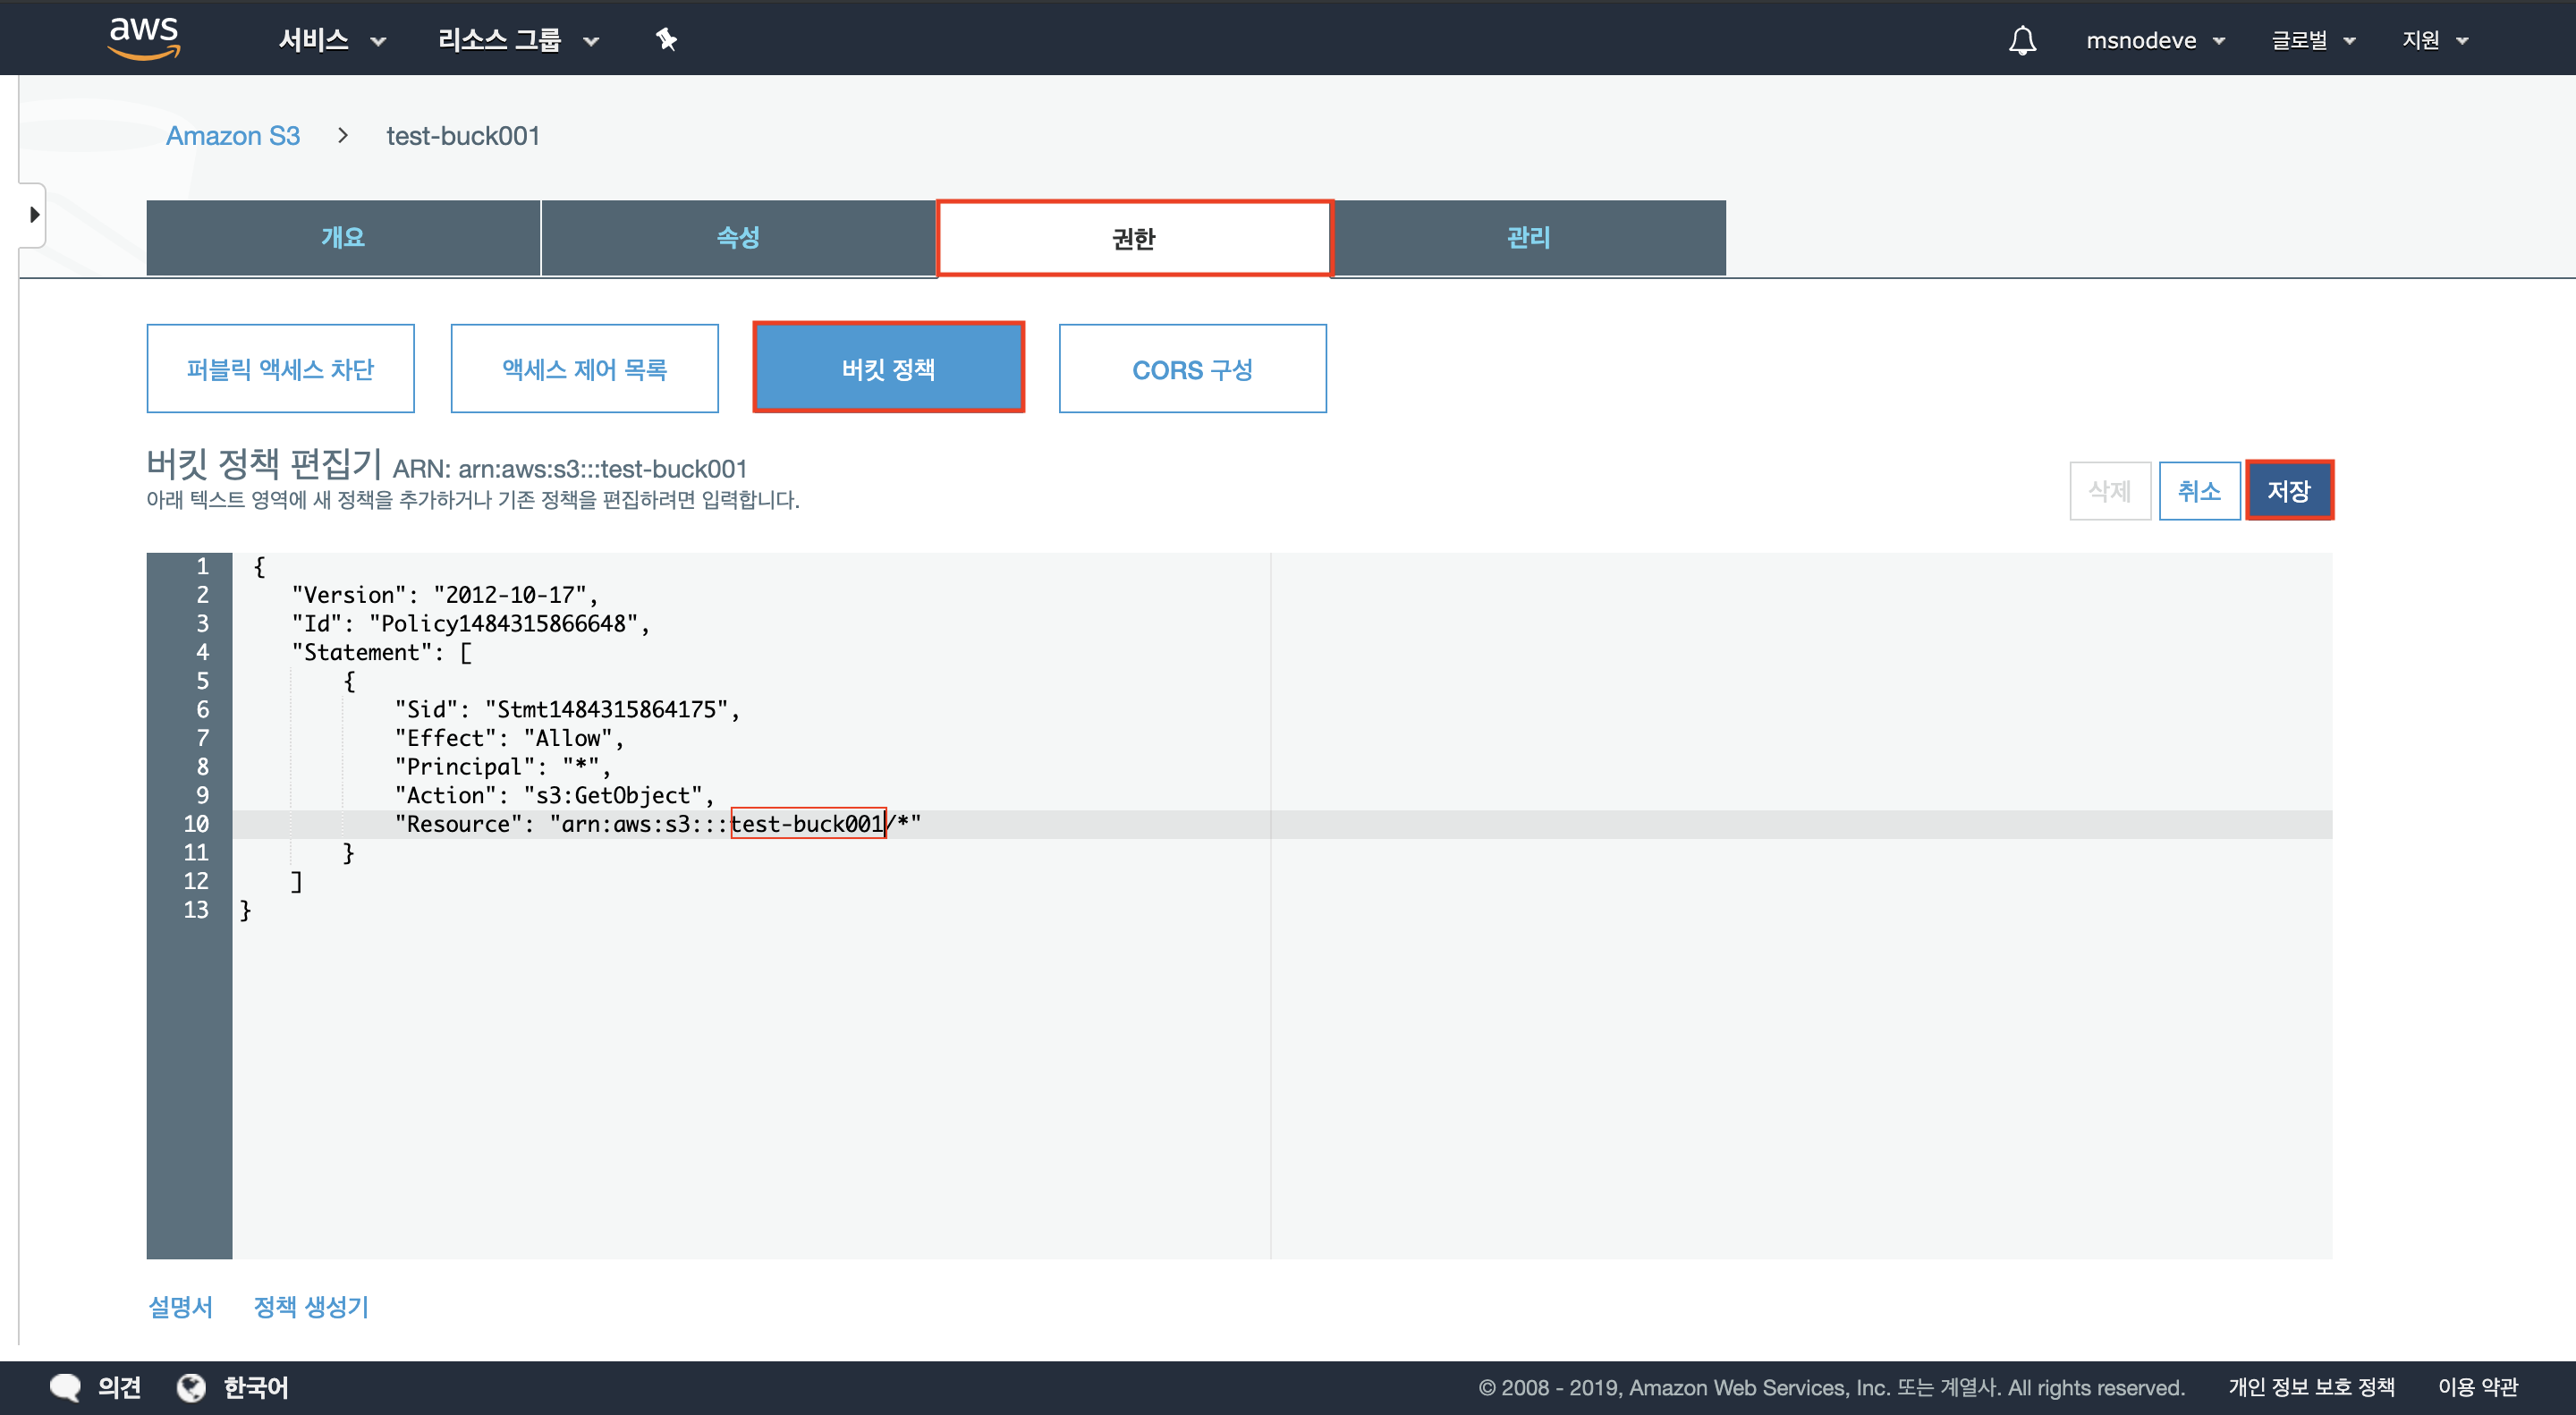 aws 서비스 리소스 그룹 msnodeve 글로벌 지원
Amazon S3 > test-buck001
개요 속성 권한 관리
퍼블릭 액세스 차단 액세스 제어 목록 버킷 정책 CORS 구성
버킷 정책 편집기 ARN: arn:aws:s3:::test-buck001
아래 텍스트 영역에 새 정책을 추가하거나 기존 정책을 편집하려면 입력합니다.
삭제 취소 저장
1 {
2 "Version": "2012-10-17",
3 "Id": "Policy1484315866648",
4 "Statement": [
5 {
6 "Sid": "Stmt1484315864175",
7 "Effect": "Allow",
8 "Principal": "*",
9 "Action": "s3:GetObject",
10 "Resource": "arn:aws:s3:::test-buck001/*"
11 }
12 ]
13 }
설명서 정책 생성기
의견 한국어 © 2008 - 2019, Amazon Web Services, Inc. 또는 계열사. All rights reserved. 개인 정보 보호 정책 이용 약관